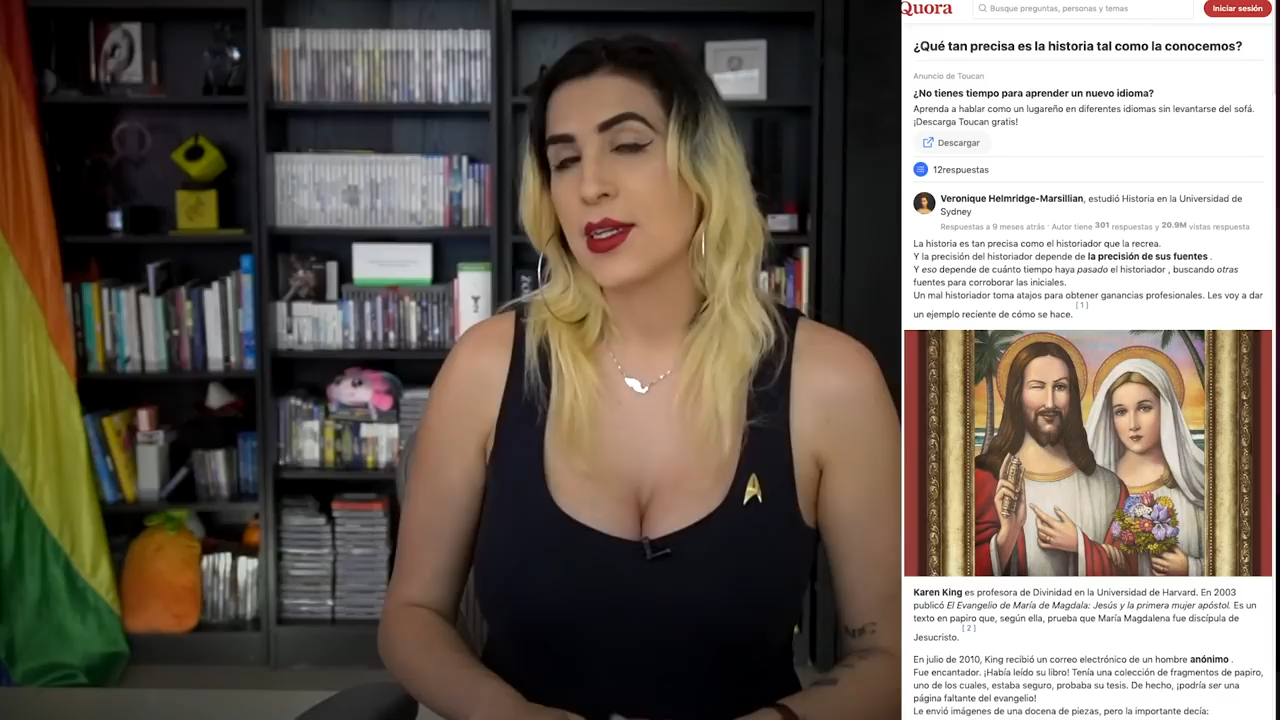 Quora
Busque preguntas, personas y temas
Iniciar sesión
¿Qué tan precisa es la historia tal como la conocemos?
Anuncio de Toucan
¿No tienes tiempo para aprender un nuevo idioma?
Aprenda a hablar como un lugareño en diferentes idiomas sin levantarse del sofá.
¡Descarga Toucan gratis!
Descargar
12respuestas
Veronique Helmridge-Marsillian, estudió Historia en la Universidad de
Sydney
Respuestas a 9 meses atrás · Autor tiene 301 respuestas y 20.9M vistas respuesta
La historia es tan precisa como el historiador que la recrea.
Y la precisión del historiador depende de la precisión de sus fuentes .
Y eso depende de cuánto tiempo haya pasado el historiador , buscando otras
fuentes para corroborar las iniciales.
Un mal historiador toma atajos para obtener ganancias profesionales. Les voy a dar
un ejemplo reciente de cómo se hace. [1]
Karen King es profesora de Divinidad en la Universidad de Harvard. En 2003
publicó El Evangelio de María de Magdala: Jesús y la primera mujer apóstol. Es un
texto en papiro que, según ella, prueba que María Magdalena fue discípula de
Jesucristo. [2]
En julio de 2010, King recibió un correo electrónico de un hombre anónimo .
Fue encantador. ¡Había leído su libro! Tenía una colección de fragmentos de papiro,
uno de los cuales, estaba seguro, probaba su tesis. De hecho, ¡podría ser una
página faltante del evangelio!
Le envió imágenes de una docena de piezas, pero la importante decía: